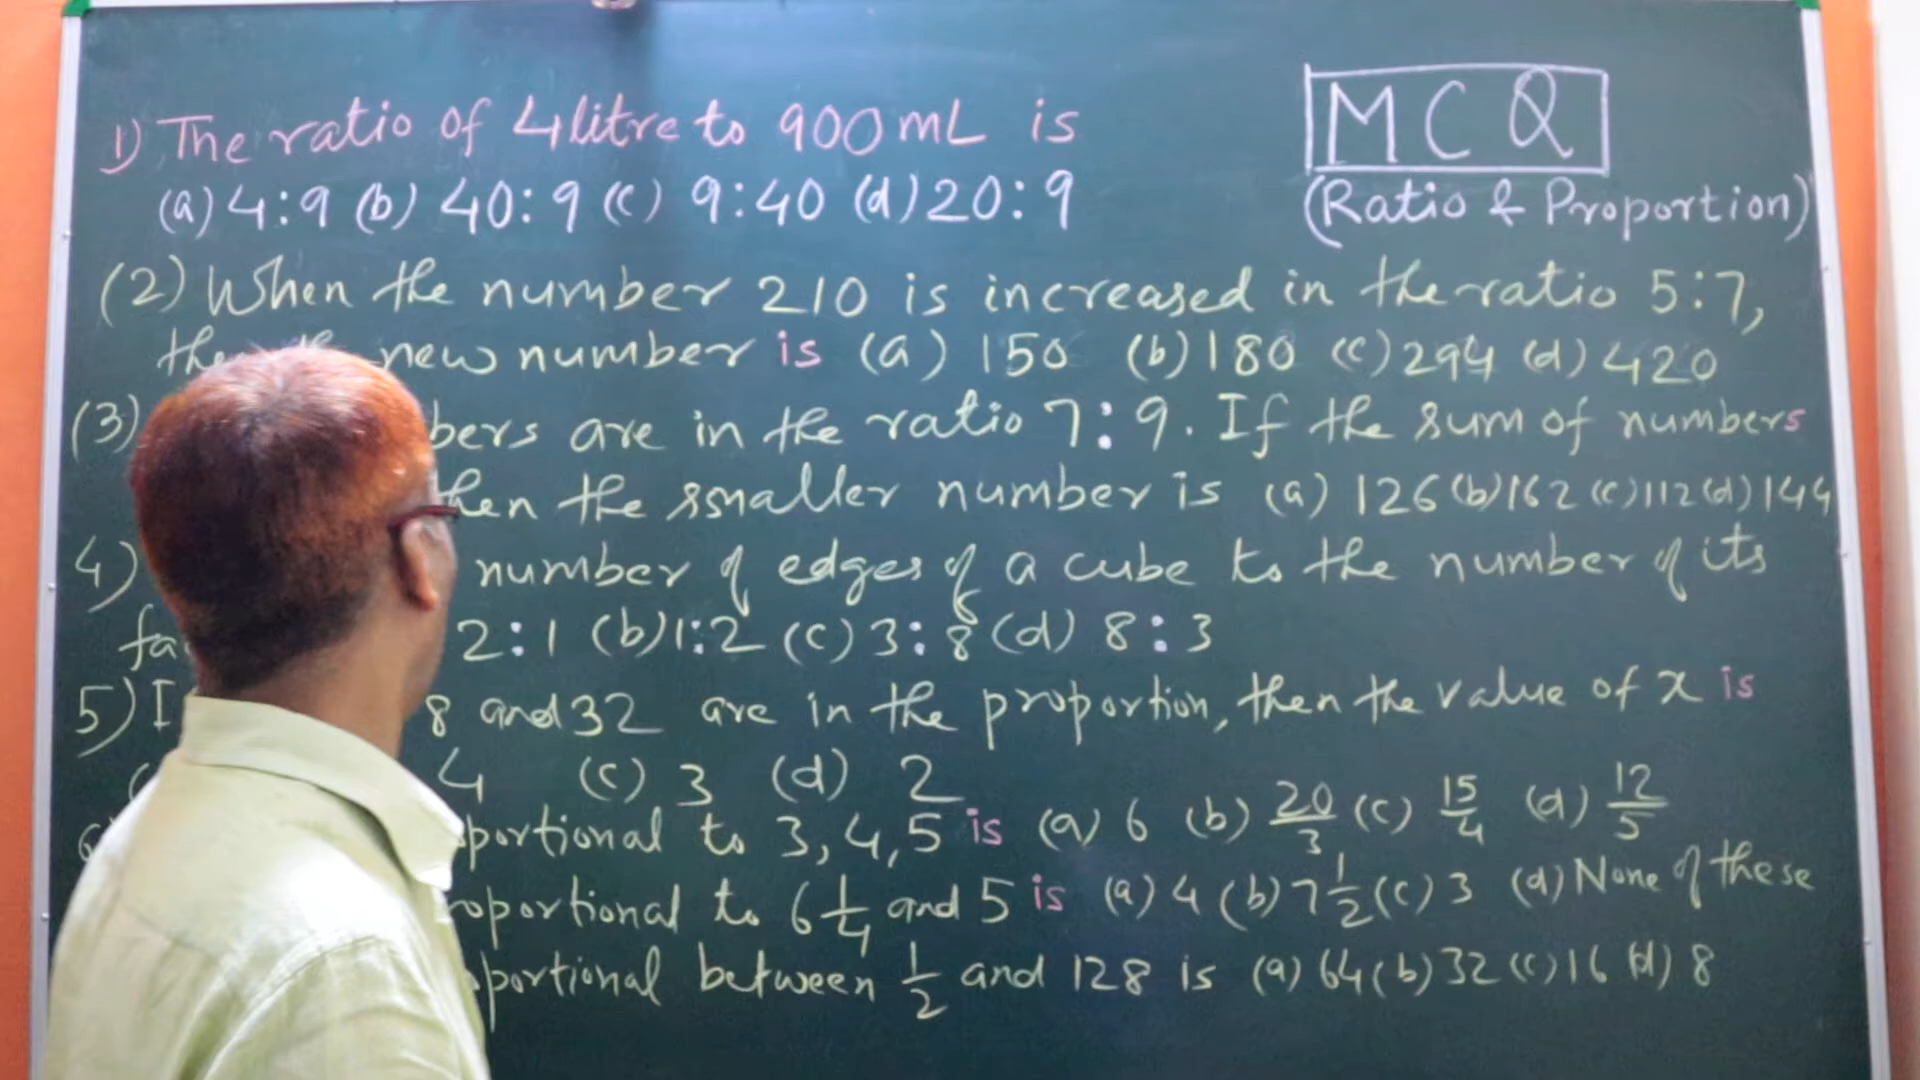 MCQ
(Ratio & Proportion)
1) The ratio of 4 litre to 900 mL is
(a) 4:9 (b) 40:9 (c) 9:40 (d) 20:9
(2) When the number 210 is increased in the ratio 5:7,
new number is (a) 150 (b) 180 (c) 294 (d) 420
(3) bers are in the ratio 7:9. If the sum of numbers
then the smaller number is (a) 126 (b) 162 (c) 112 (d) 144
4) number of edges of a cube to the number of its
fa 2:1 (b) 1:2 (c) 3:8 (d) 8:3
5) I 8 and 32 are in the proportion, then the value of x is
( 4 (c) 3 (d) 2
portional to 3, 4, 5 is (a) 6 (b) 20/3 (c) 15/4 (d) 12/5
roportional to 6 1/4 and 5 is (a) 4 (b) 7 1/2 (c) 3 (d) None of these
portional between 1/2 and 128 is (a) 64 (b) 32 (c) 16 (d) 8